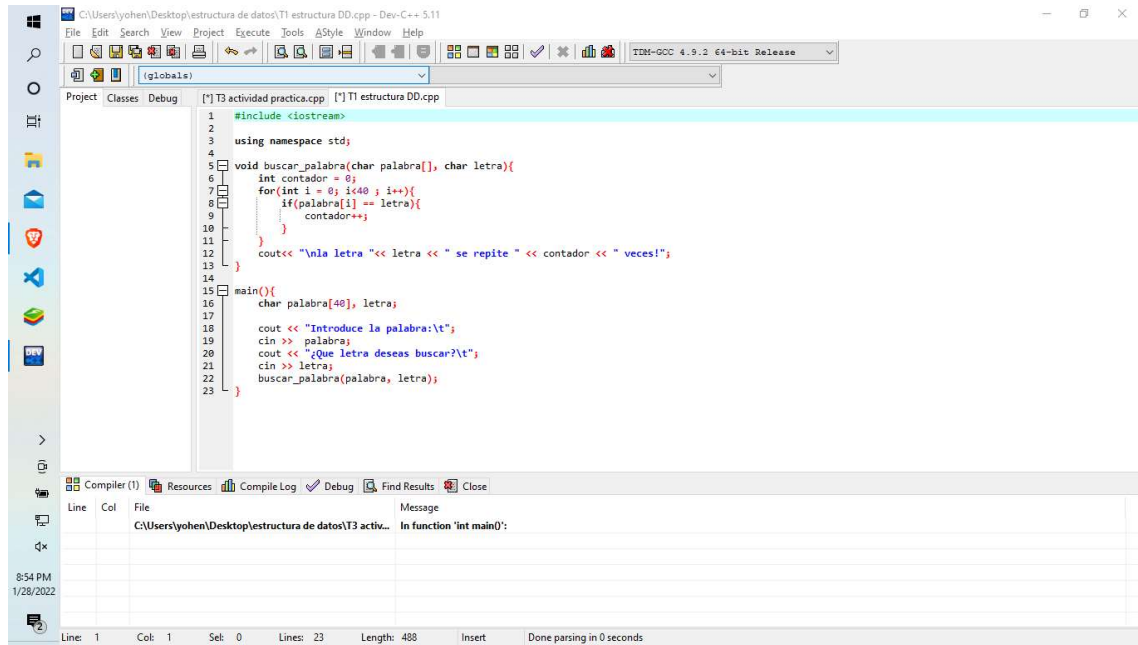 C:\Users\yohen\Desktop\estructura de datos\T1 estructura DD.cpp - Dev-C++ 5.11
File Edit Search View Project Execute Tools AStyle Window Help
TDM-GCC 4.9.2 64-bit Release
(globals)
Project Classes Debug [*] T3 actividad practica.cpp [*] T1 estructura DD.cpp
1 #include <iostream>
2
3 using namespace std;
4
5 void buscar_palabra(char palabra[], char letra){
6 int contador = 0;
7 for(int i = 0; i<40 ; i++){
8 if(palabra[i] == letra){
9 contador++;
10 }
11 }
12 cout<< "\nla letra "<< letra << " se repite " << contador << " veces!";
13 }
14
15 main(){
16 char palabra[40], letra;
17
18 cout << "Introduce la palabra:\t";
19 cin >> palabra;
20 cout << "¿Que letra deseas buscar?\t";
21 cin >> letra;
22 buscar_palabra(palabra, letra);
23 }
Compiler (1) Resources Compile Log Debug Find Results Close
Line Col File Message
C:\Users\yohen\Desktop\estructura de datos\T3 activ... In function 'int main()':
8:54 PM
1/28/2022
2
Line: 1 Col: 1 Sel: 0 Lines: 23 Length: 488 Insert Done parsing in 0 seconds
DEV